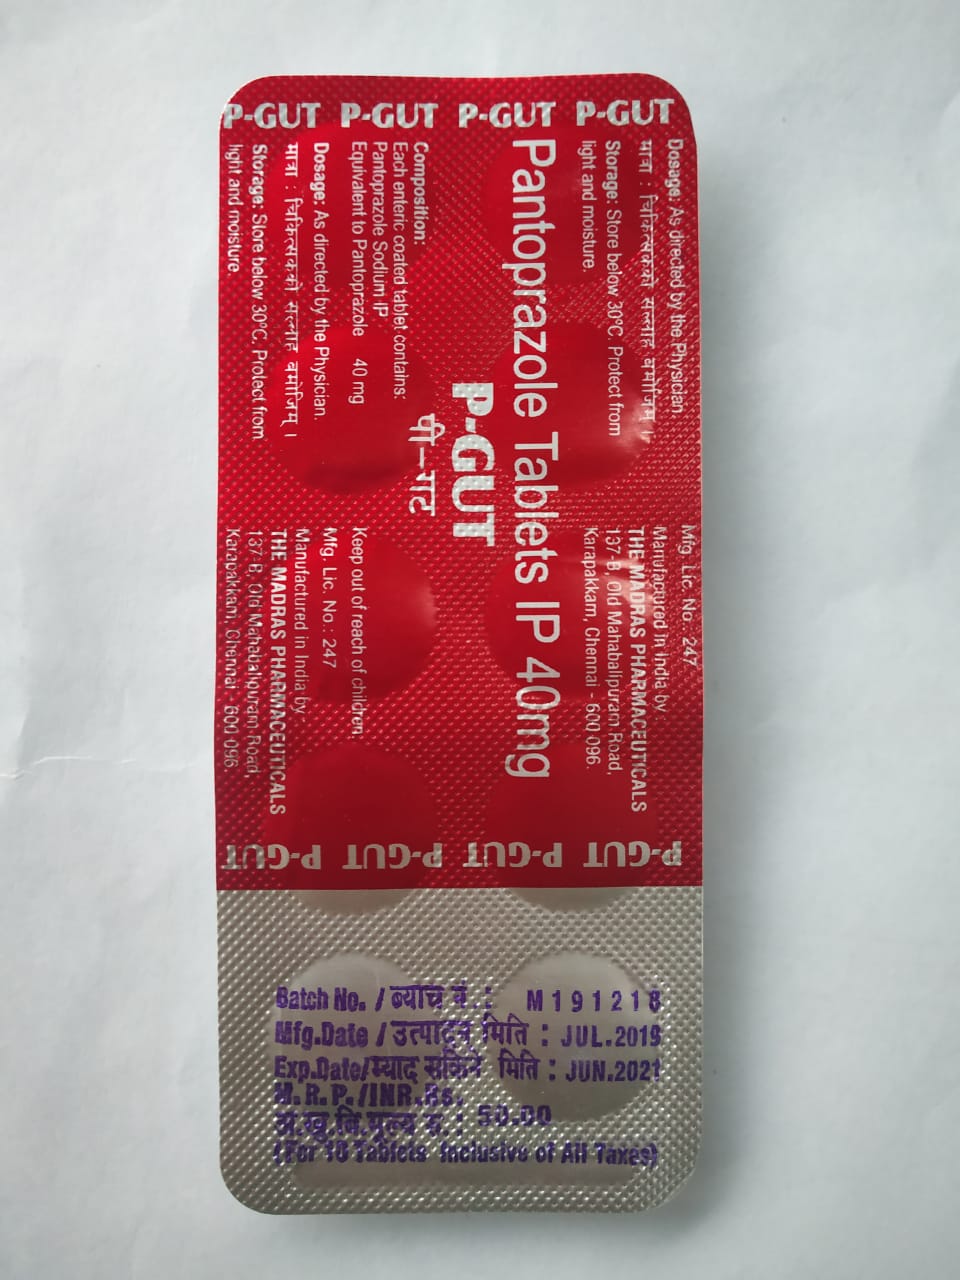 P-GUT P-GUT P-GUT P-GUT
Dosage: As directed by the Physician.
मात्रा : चिकित्सकको सल्लाह बमोजिम् ।
Storage: Store below 30°C. Protect from
light and moisture.
Mfg. Lic. No.: 247
Manufactured in India by :
THE MADRAS PHARMACEUTICALS
137-B, Old Mahabalipuram Road,
Karapakkam, Chennai - 600 096.
Pantoprazole Tablets IP 40mg
P-GUT
पी-गट
Composition:
Each enteric coated tablet contains:
Pantoprazole Sodium IP
Equivalent to Pantoprazole 40 mg
Dosage: As directed by the Physician.
मात्रा : चिकित्सकको सल्लाह बमोजिम् ।
Storage: Store below 30°C. Protect from
light and moisture.
Keep out of reach of children.
Mfg. Lic. No.: 247
Manufactured in India by :
THE MADRAS PHARMACEUTICALS
137-B, Old Mahabalipuram Road,
Karapakkam, Chennai - 600 096.
P-GUT P-GUT P-GUT P-GUT
Batch No. / ब्याच नं : M191218
Mfg.Date / उत्पादन मिति : JUL.2019
Exp.Date/म्याद सकिने मिति : JUN.2021
M.R.P./INR.Rs.
अ.खु.बि.मूल्य रु. : 50.00
(For 10 Tablets Inclusive of All Taxes)